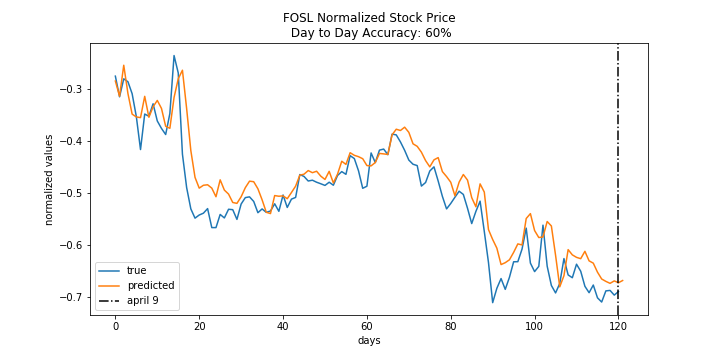 FOSL Normalized Stock Price
Day to Day Accuracy: 60%
normalized values
−0.3
−0.4
−0.5
−0.6
−0.7
true
predicted
april 9
0 20 40 60 80 100 120
days